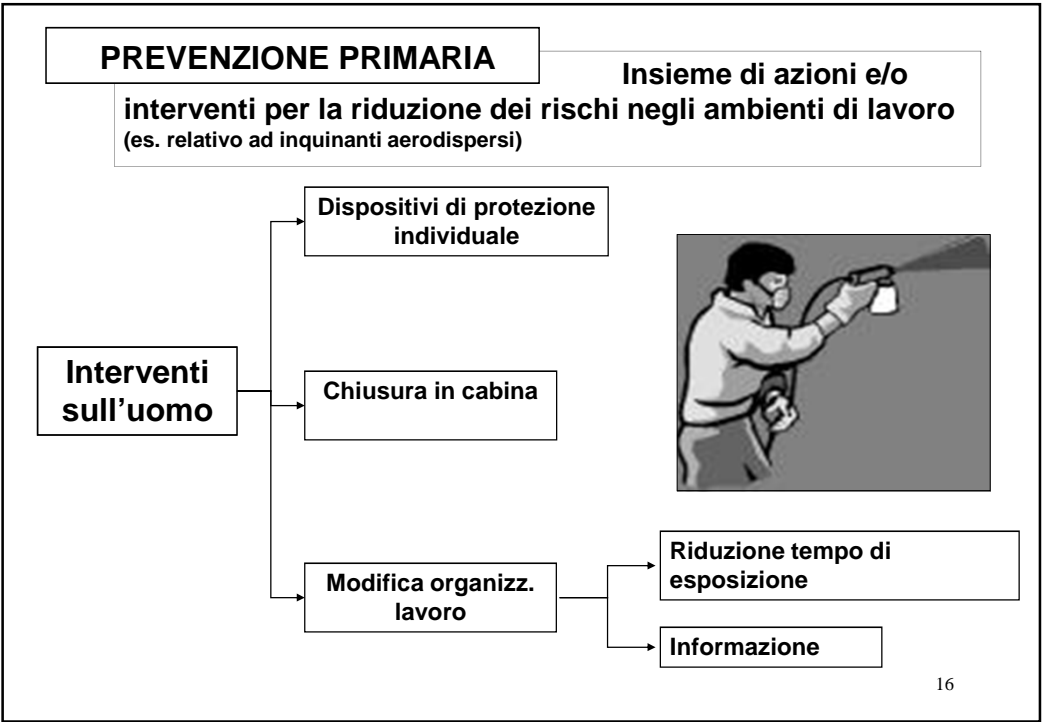 PREVENZIONE PRIMARIA
Insieme di azioni e/o
interventi per la riduzione dei rischi negli ambienti di lavoro
(es. relativo ad inquinanti aerodispersi)
Dispositivi di protezione
individuale
Interventi
sull’uomo
Chiusura in cabina
Modifica organizz.
lavoro
Riduzione tempo di
esposizione
Informazione
16